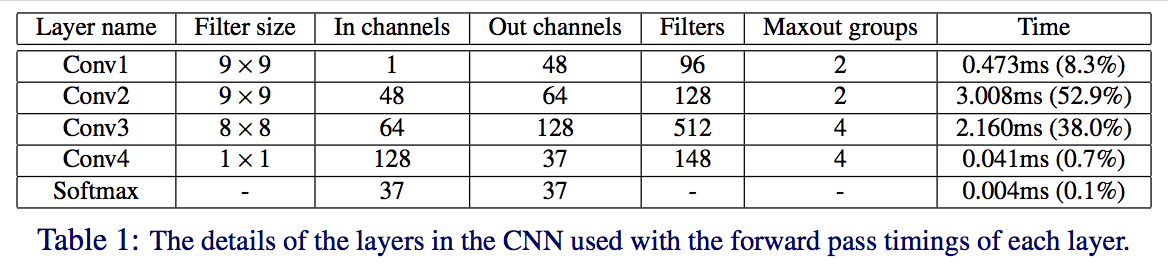 Layer name Filter size In channels Out channels Filters Maxout groups Time
Conv1 9 × 9 1 48 96 2 0.473ms (8.3%)
Conv2 9 × 9 48 64 128 2 3.008ms (52.9%)
Conv3 8 × 8 64 128 512 4 2.160ms (38.0%)
Conv4 1 × 1 128 37 148 4 0.041ms (0.7%)
Softmax - 37 37 - - 0.004ms (0.1%)
Table 1: The details of the layers in the CNN used with the forward pass timings of each layer.